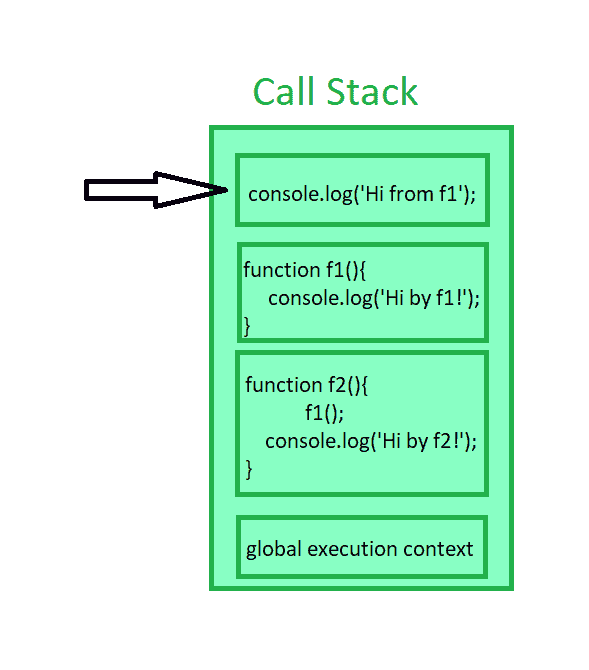 Call Stack
console.log('Hi from f1');
function f1(){
console.log('Hi by f1!');
}
function f2(){
f1();
console.log('Hi by f2!');
}
global execution context